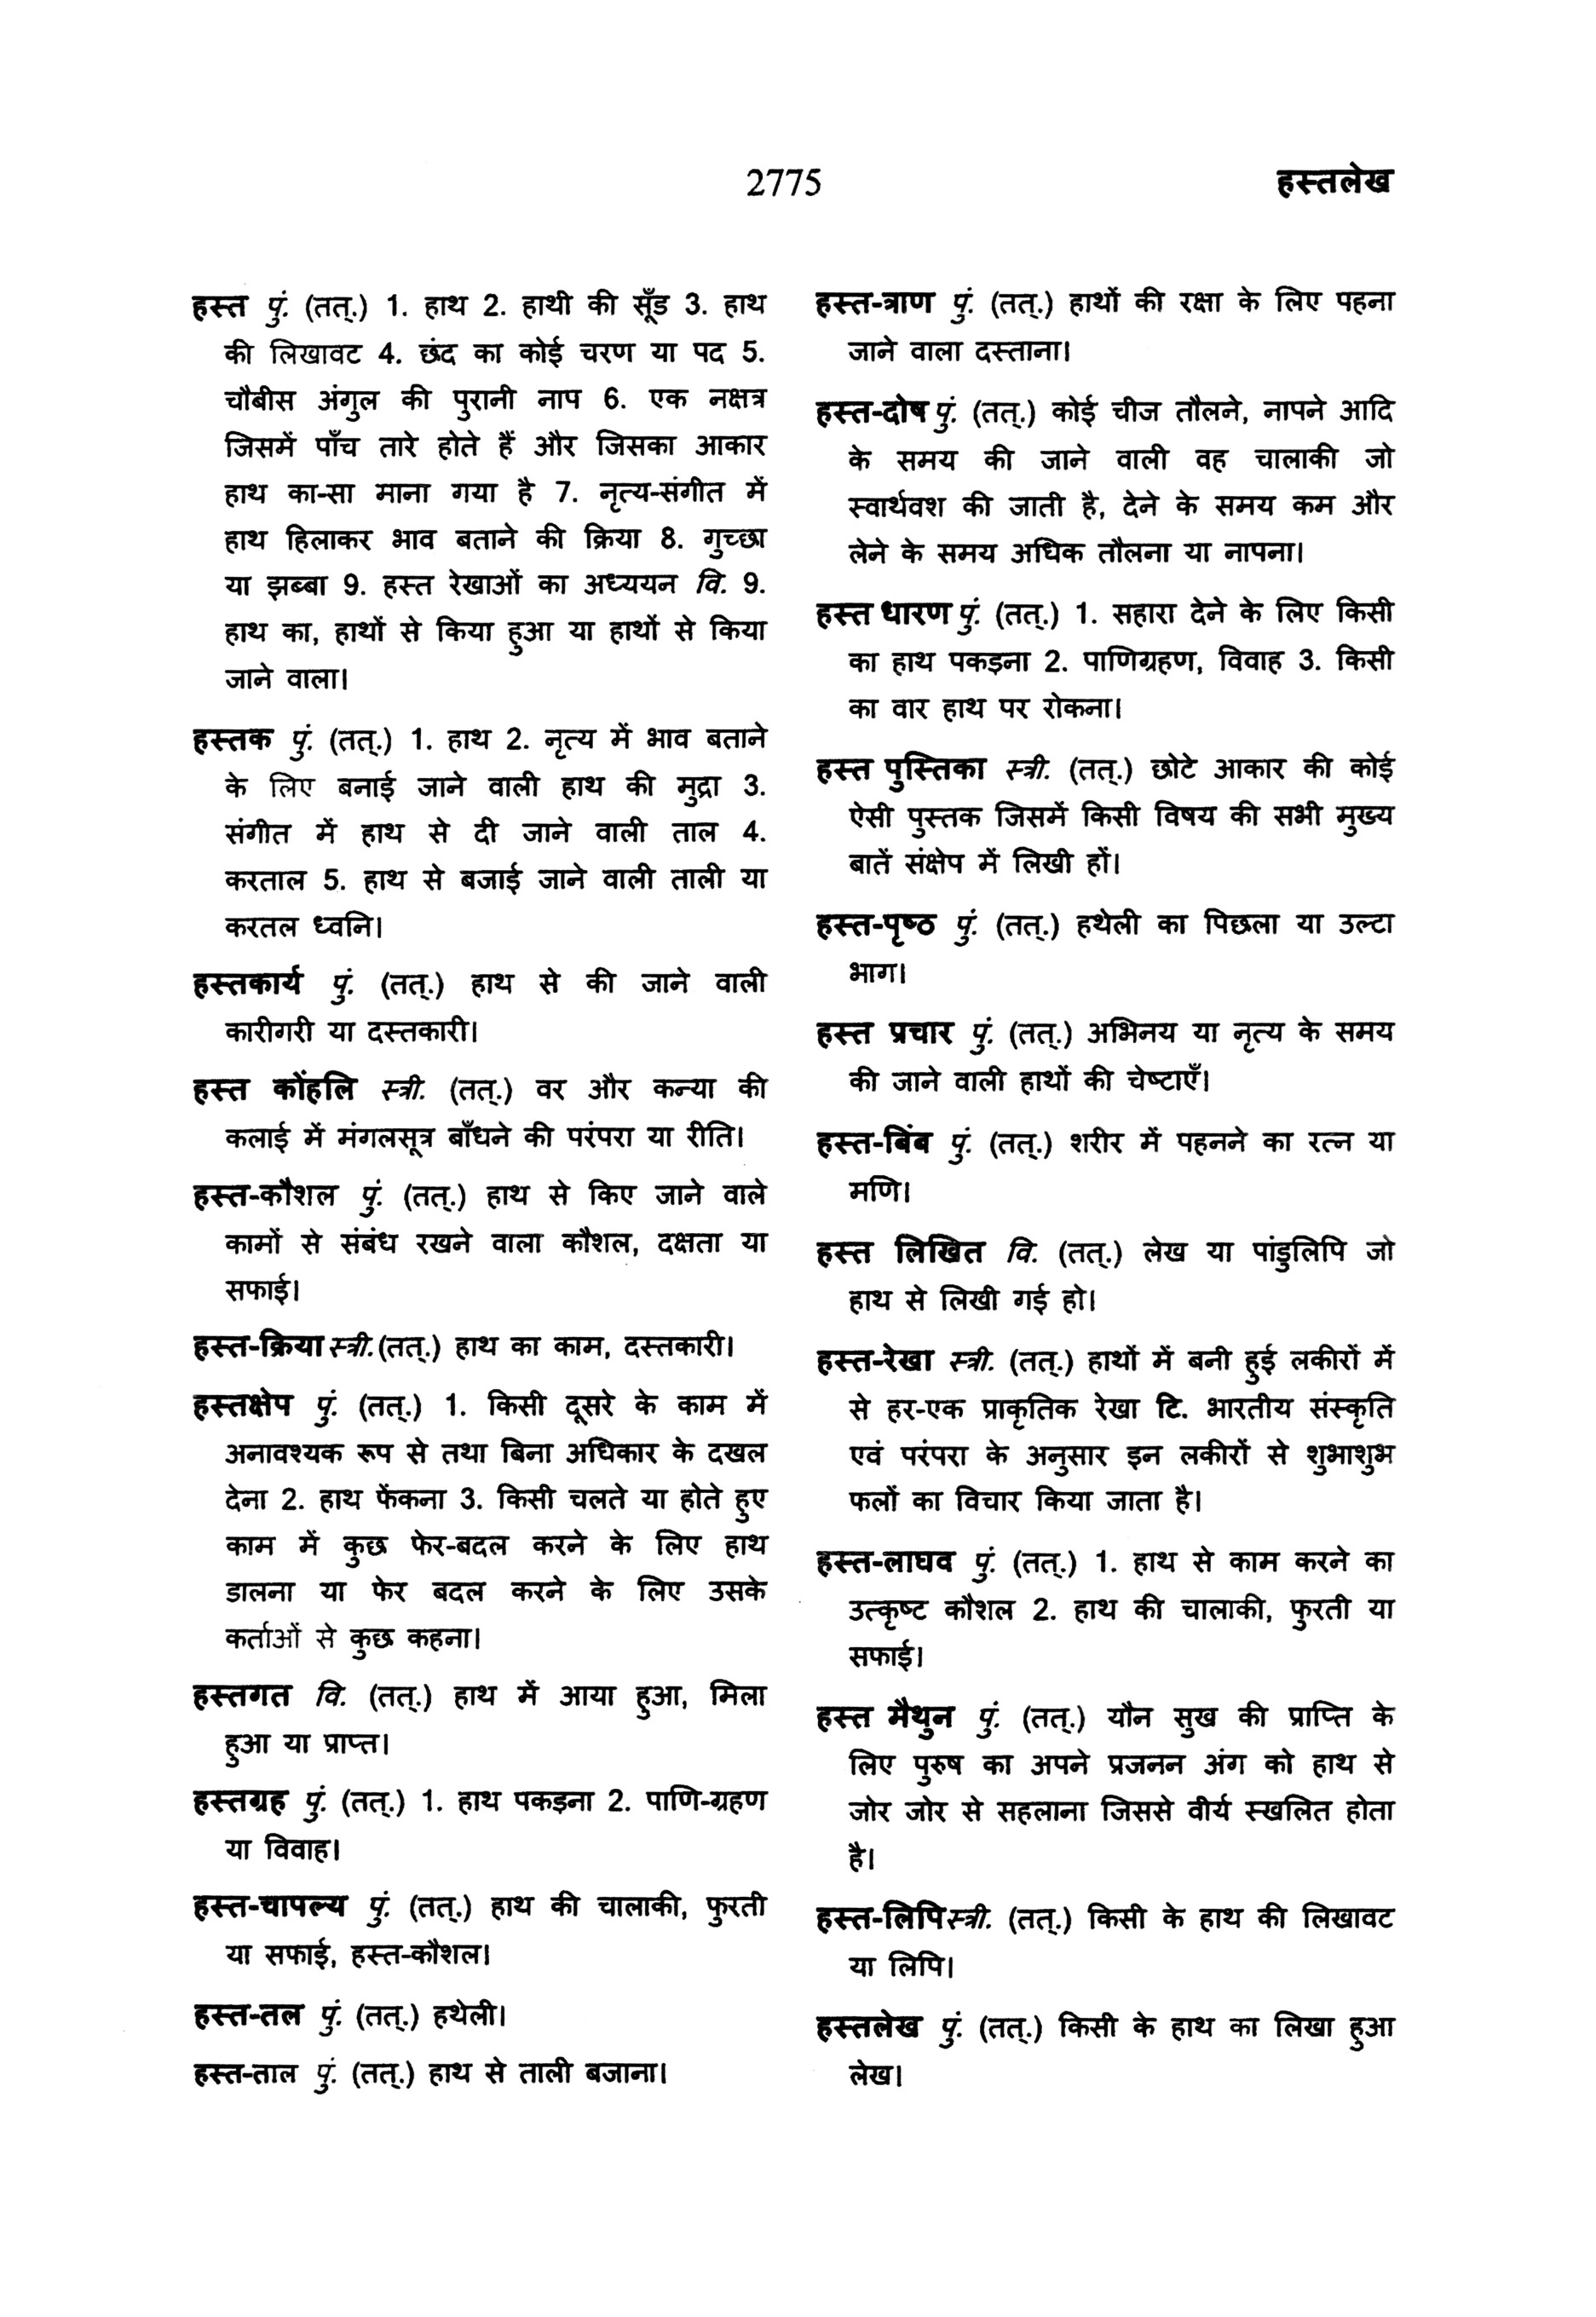 2775
हस्तलेख
हस्त पुं. (तत्.) 1. हाथ 2. हाथी की सूँड 3. हाथ
की लिखावट 4. छंद का कोई चरण या पद 5.
चौबीस अंगुल की पुरानी नाप 6. एक नक्षत्र
जिसमें पाँच तारे होते हैं और जिसका आकार
हाथ का-सा माना गया है 7. नृत्य-संगीत में
हाथ हिलाकर भाव बताने की क्रिया 8. गुच्छा
या झब्बा 9. हस्त रेखाओं का अध्ययन वि. 9.
हाथ का, हाथों से किया हुआ या हाथों से किया
जाने वाला।
हस्तक पुं. (तत्.) 1. हाथ 2. नृत्य में भाव बताने
के लिए बनाई जाने वाली हाथ की मुद्रा 3.
संगीत में हाथ से दी जाने वाली ताल 4.
करताल 5. हाथ से बजाई जाने वाली ताली या
करतल ध्वनि।
हस्तकार्य पुं. (तत्.) हाथ से की जाने वाली
कारीगरी या दस्तकारी।
हस्त कोंहलि स्त्री. (तत्.) वर और कन्या की
कलाई में मंगलसूत्र बाँधने की परंपरा या रीति।
हस्त-कौशल पुं. (तत्.) हाथ से किए जाने वाले
कामों से संबंध रखने वाला कौशल, दक्षता या
सफाई।
हस्त-क्रिया स्त्री. (तत्.) हाथ का काम, दस्तकारी।
हस्तक्षेप पुं. (तत्.) 1. किसी दूसरे के काम में
अनावश्यक रूप से तथा बिना अधिकार के दखल
देना 2. हाथ फेंकना 3. किसी चलते या होते हुए
काम में कुछ फेर-बदल करने के लिए हाथ
डालना या फेर बदल करने के लिए उसके
कर्ताओं से कुछ कहना।
हस्तगत वि. (तत्.) हाथ में आया हुआ, मिला
हुआ या प्राप्त।
हस्तग्रह पुं. (तत्.) 1. हाथ पकड़ना 2. पाणि-ग्रहण
या विवाह।
हस्त-चापल्य पुं. (तत्.) हाथ की चालाकी, फुरती
या सफाई, हस्त-कौशल।
हस्त-तल पुं. (तत्.) हथेली।
हस्त-ताल पुं. (तत्.) हाथ से ताली बजाना।
हस्त-त्राण पुं. (तत्.) हाथों की रक्षा के लिए पहना
जाने वाला दस्ताना।
हस्त-दोष पुं. (तत्.) कोई चीज तौलने, नापने आदि
के समय की जाने वाली वह चालाकी जो
स्वार्थवश की जाती है, देने के समय कम और
लेने के समय अधिक तौलना या नापना।
हस्त धारण पुं. (तत्.) 1. सहारा देने के लिए किसी
का हाथ पकड़ना 2. पाणिग्रहण, विवाह 3. किसी
का वार हाथ पर रोकना।
हस्त पुस्तिका स्त्री. (तत्.) छोटे आकार की कोई
ऐसी पुस्तक जिसमें किसी विषय की सभी मुख्य
बातें संक्षेप में लिखी हों।
हस्त-पृष्ठ पुं. (तत्.) हथेली का पिछला या उल्टा
भाग।
हस्त प्रचार पुं. (तत्.) अभिनय या नृत्य के समय
की जाने वाली हाथों की चेष्टाएँ।
हस्त-बिंब पुं. (तत्.) शरीर में पहनने का रत्न या
मणि।
हस्त लिखित वि. (तत्.) लेख या पांडुलिपि जो
हाथ से लिखी गई हो।
हस्त-रेखा स्त्री. (तत्.) हाथों में बनी हुई लकीरों में
से हर-एक प्राकृतिक रेखा टि. भारतीय संस्कृति
एवं परंपरा के अनुसार इन लकीरों से शुभाशुभ
फलों का विचार किया जाता है।
हस्त-लाघव पुं. (तत्.) 1. हाथ से काम करने का
उत्कृष्ट कौशल 2. हाथ की चालाकी, फुरती या
सफाई।
हस्त मैथुन पुं. (तत्.) यौन सुख की प्राप्ति के
लिए पुरुष का अपने प्रजनन अंग को हाथ से
जोर जोर से सहलाना जिससे वीर्य स्खलित होता
है।
हस्त-लिपि स्त्री. (तत्.) किसी के हाथ की लिखावट
या लिपि।
हस्तलेख पुं. (तत्.) किसी के हाथ का लिखा हुआ
लेख।